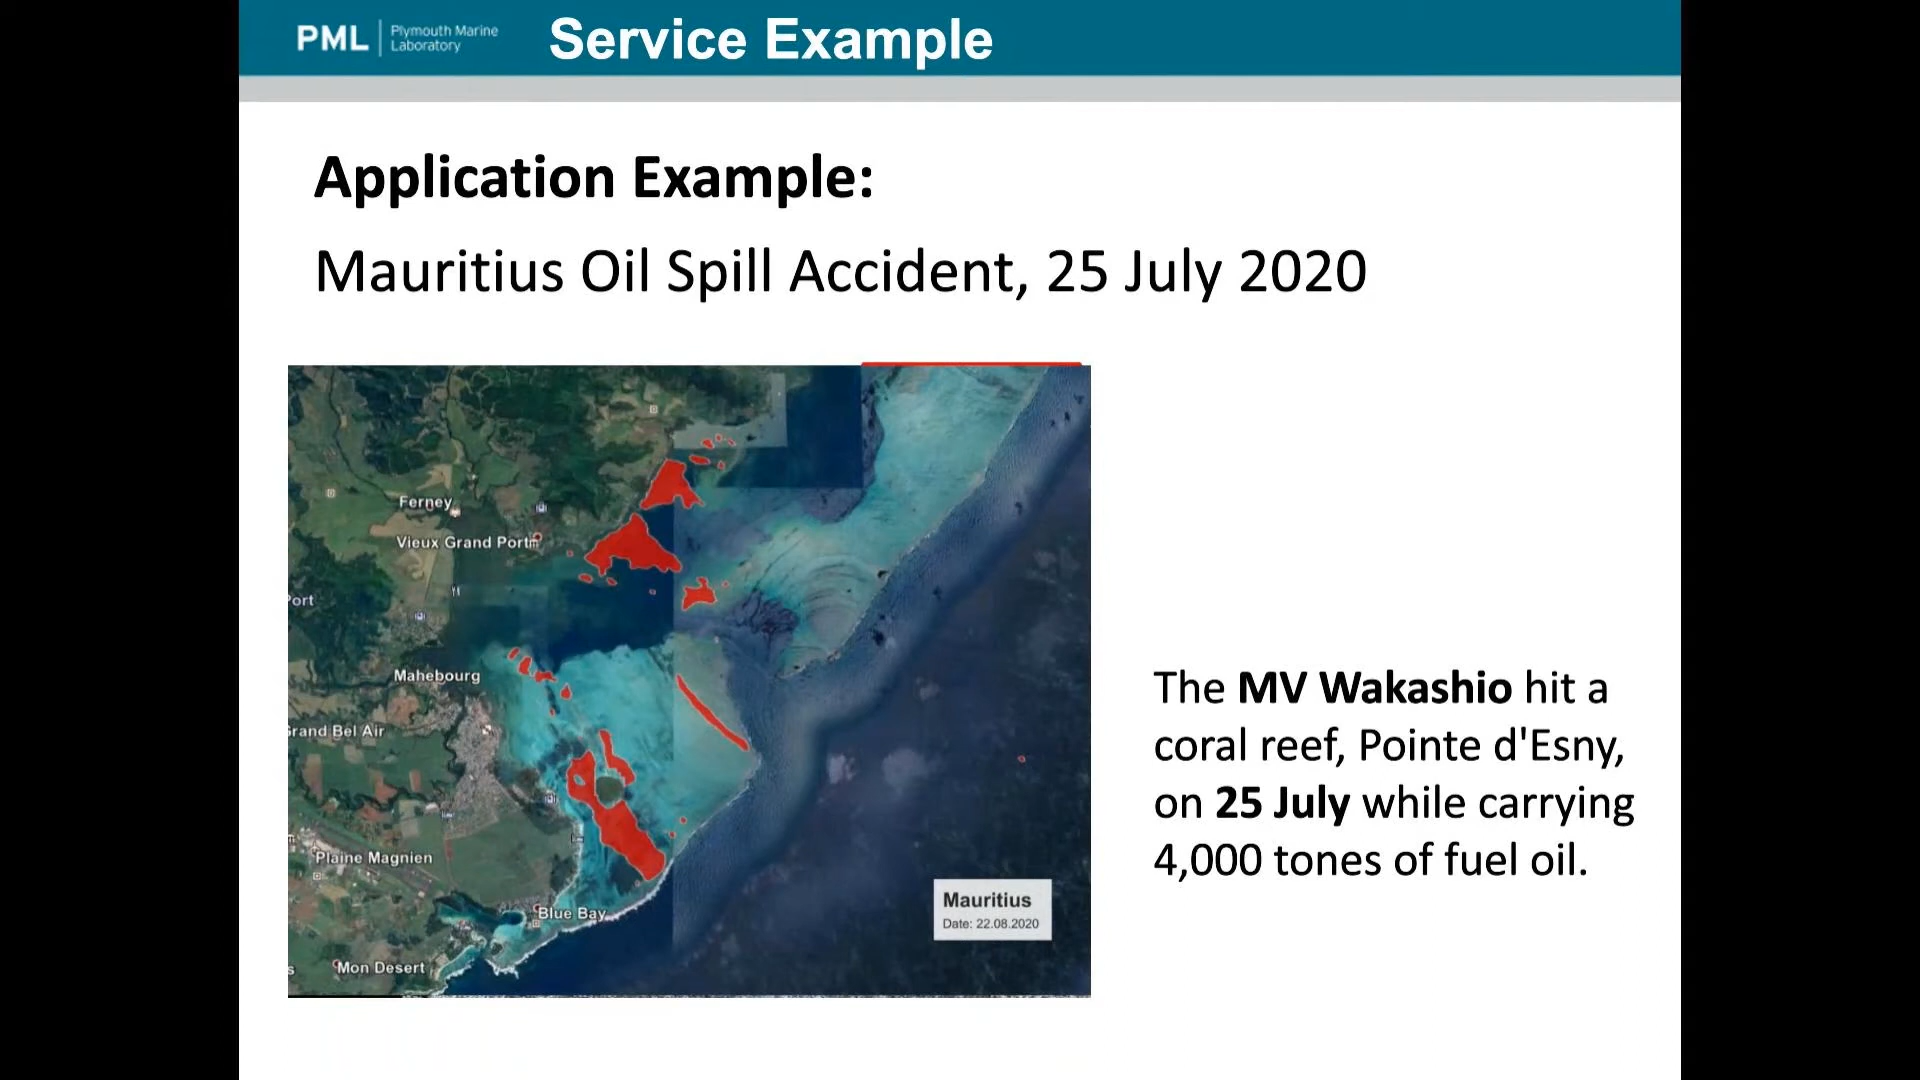 PML
Plymouth Marine
Laboratory
Service Example
Application Example:
Mauritius Oil Spill Accident, 25 July 2020
Ferney
Vieux Grand Port
Port
Mahebourg
Grand Bel Air
Plaine Magnien
Blue Bay
Mon Desert
s
Mauritius
Date: 22.08.2020
The MV Wakashio hit a
coral reef, Pointe d'Esny,
on 25 July while carrying
4,000 tones of fuel oil.